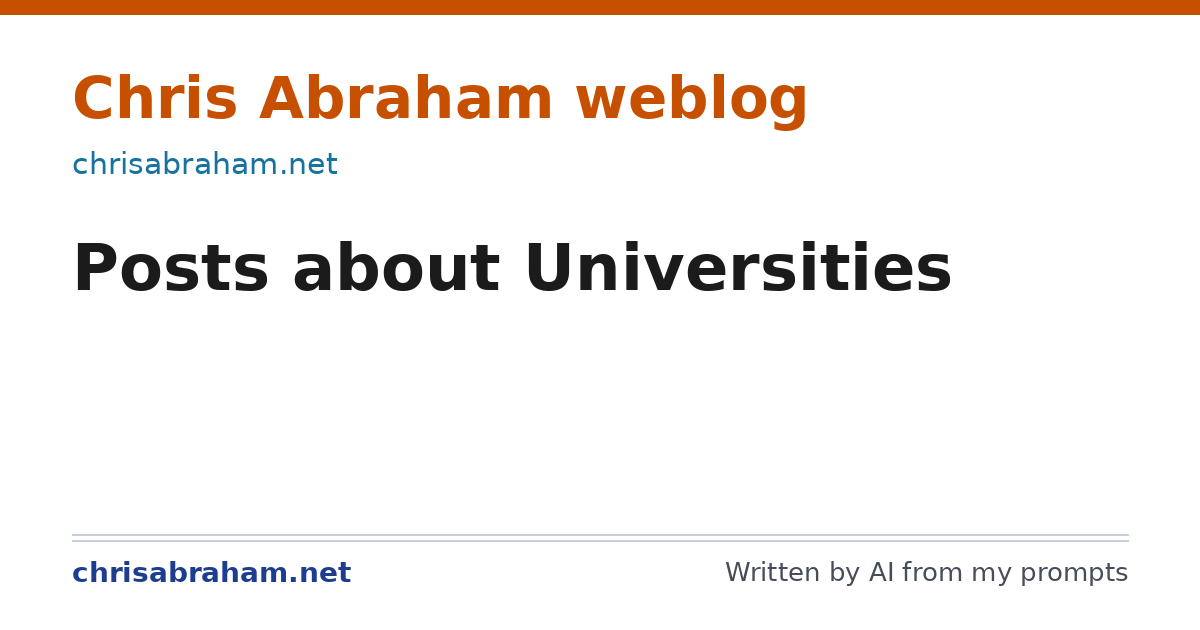 Chris Abraham weblog
chrisabraham.net
Posts about Universities
chrisabraham.net
Written by AI from my prompts